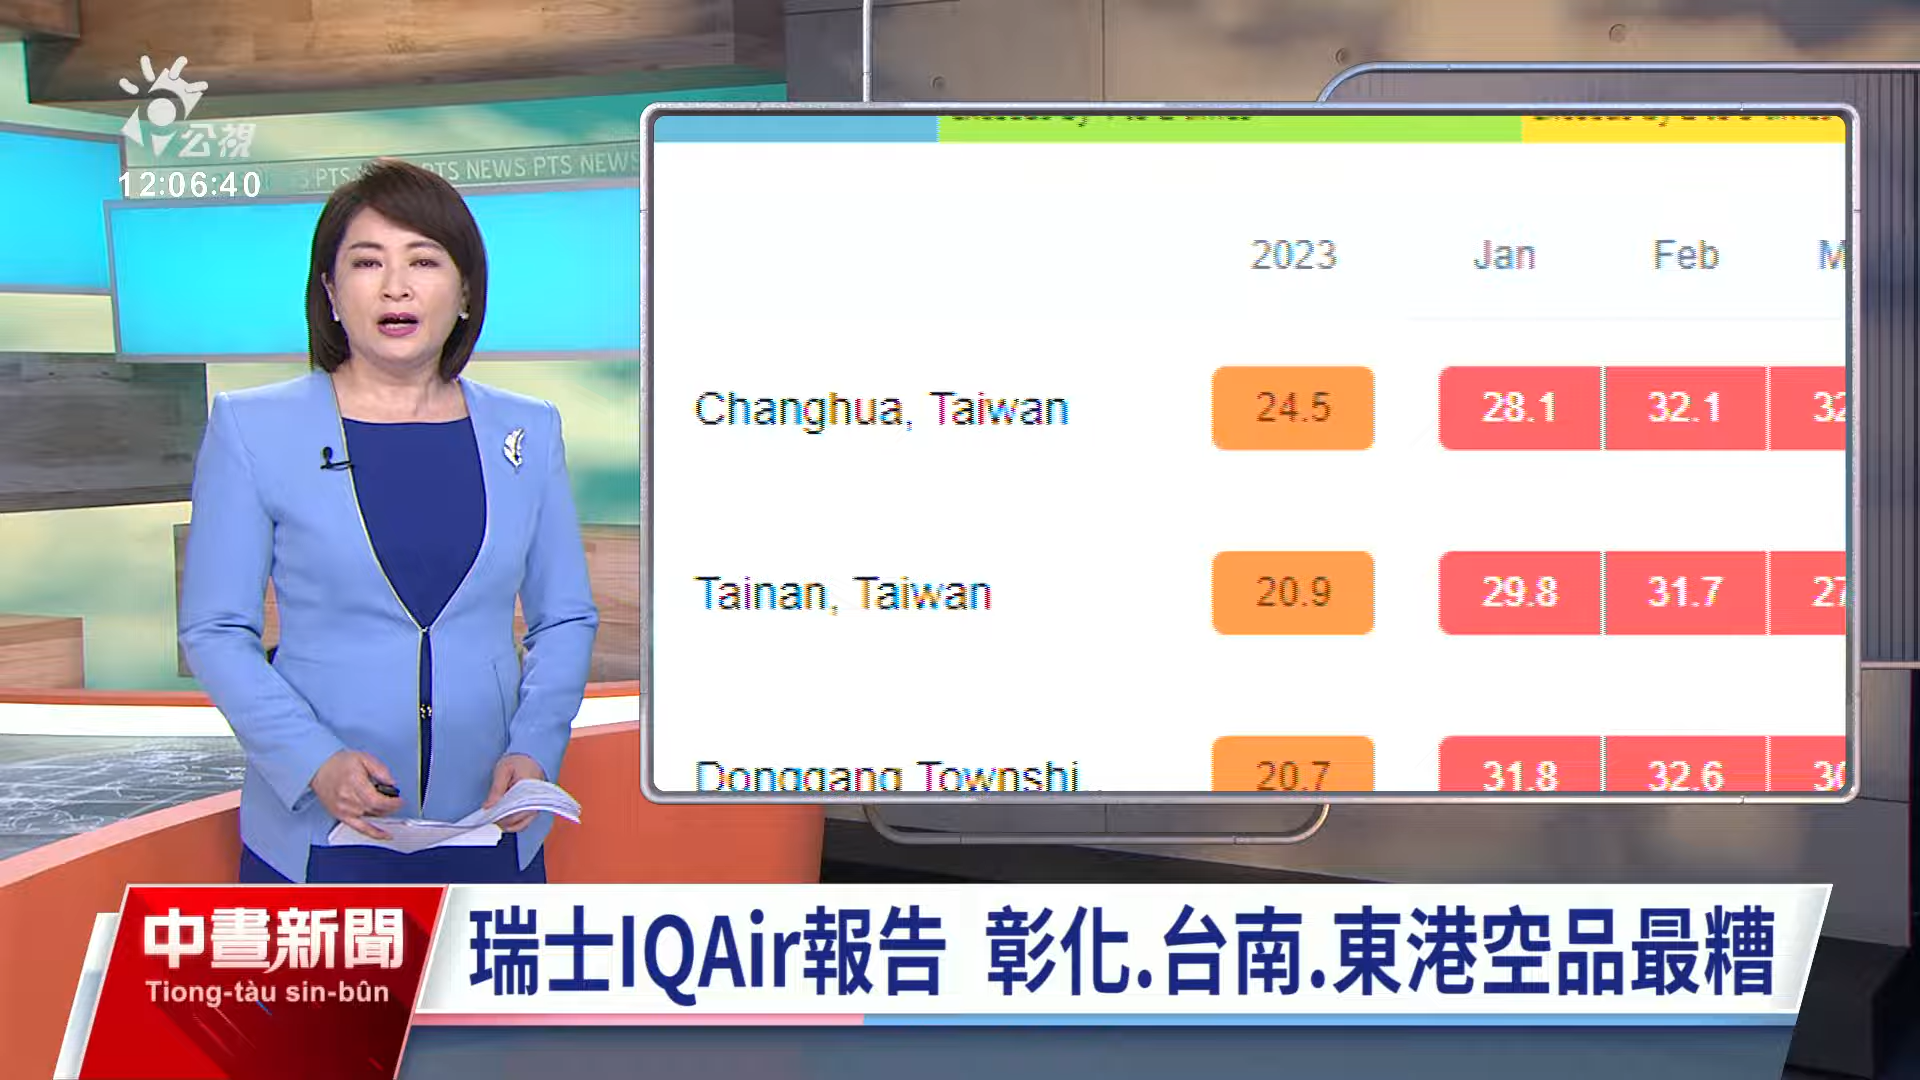 公視
12:06:40
PTS NEWS PTS NEWS
2023 Jan Feb M
Changhua, Taiwan 24.5 28.1 32.1 32
Tainan, Taiwan 20.9 29.8 31.7 27
Donggang Townshi... 20.7 31.8 32.6 30
中晝新聞
Tiong-tàu sin-bûn
瑞士IQAir報告 彰化.台南.東港空品最糟